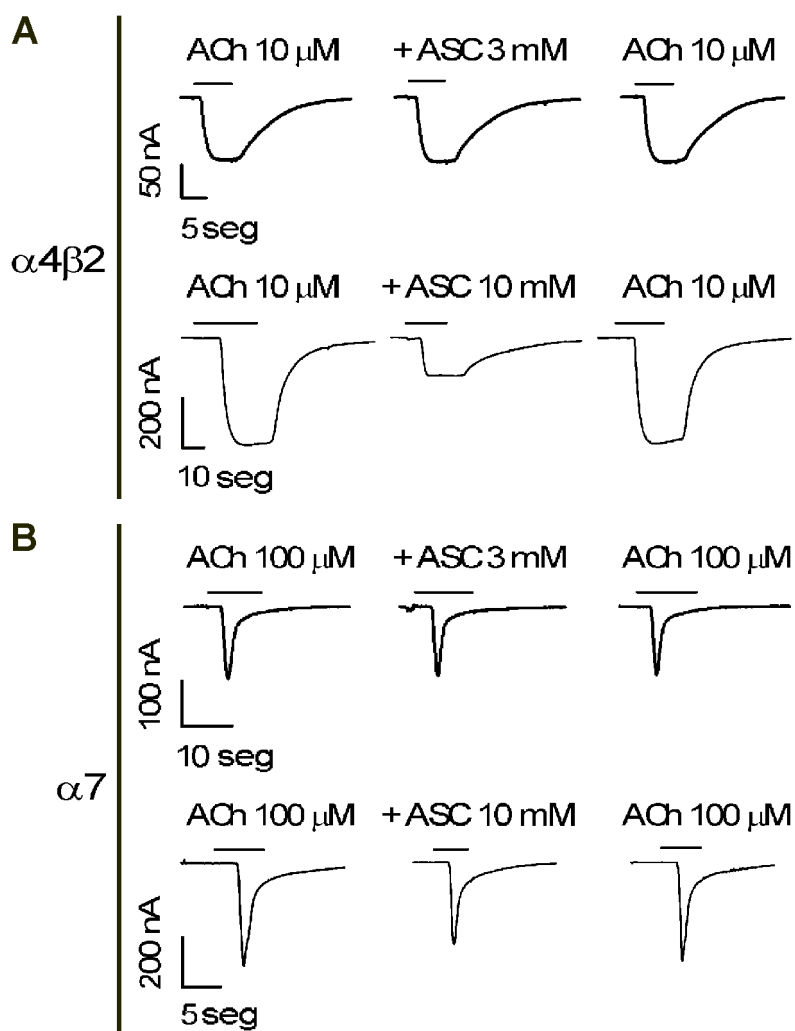 A
ACh 10 μM + ASC 3 mM ACh 10 μM
50 nA
5 seg
α4β2
ACh 10 μM + ASC 10 mM ACh 10 μM
200 nA
10 seg
B
ACh 100 μM + ASC 3 mM ACh 100 μM
100 nA
10 seg
α7
ACh 100 μM + ASC 10 mM ACh 100 μM
200 nA
5 seg